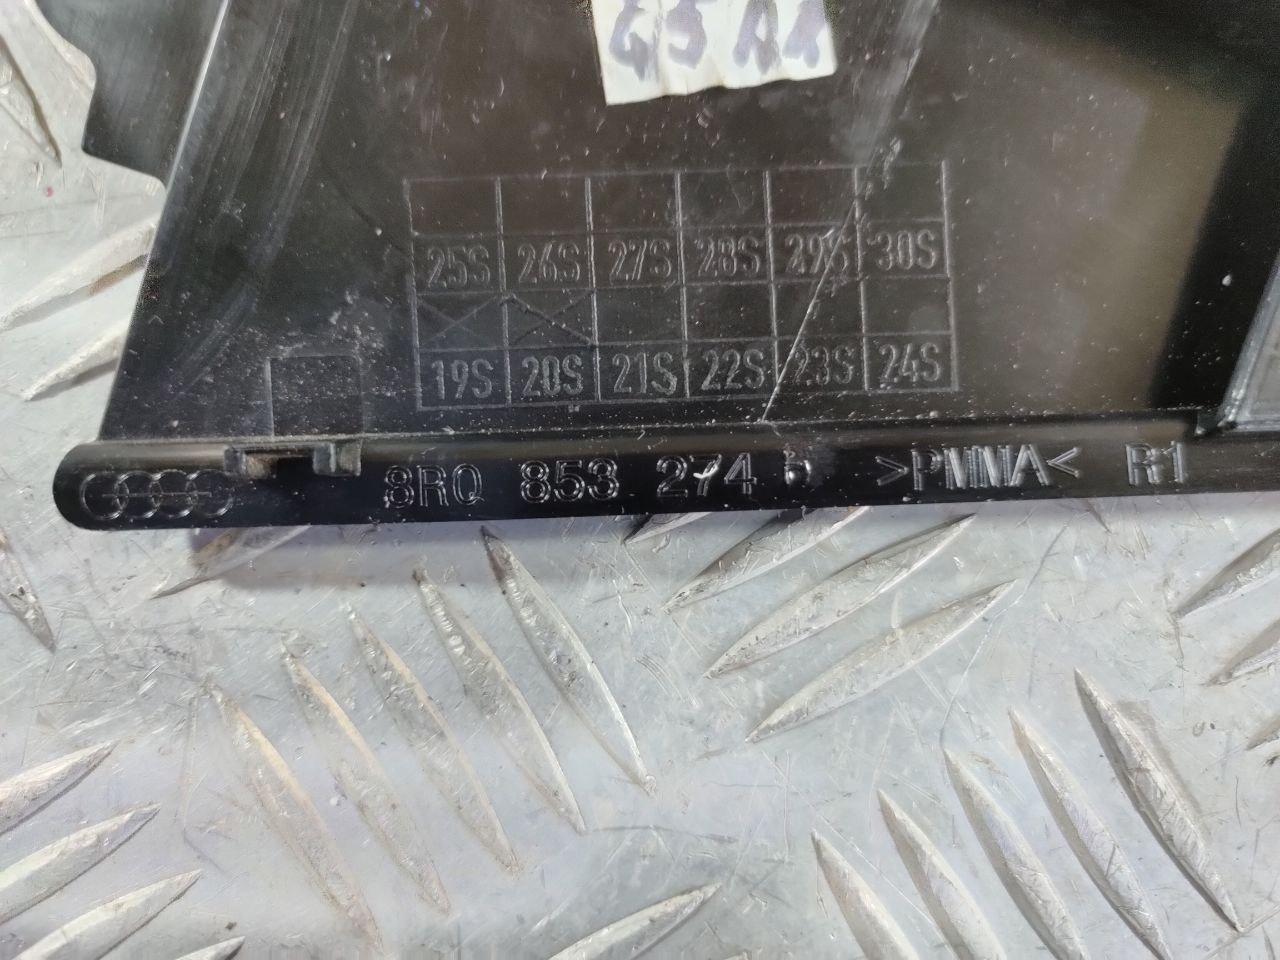 25S 26S 27S 28S 29S 30S
19S 20S 21S 22S 23S 24S
8RQ 853 274 >PMMA< R1